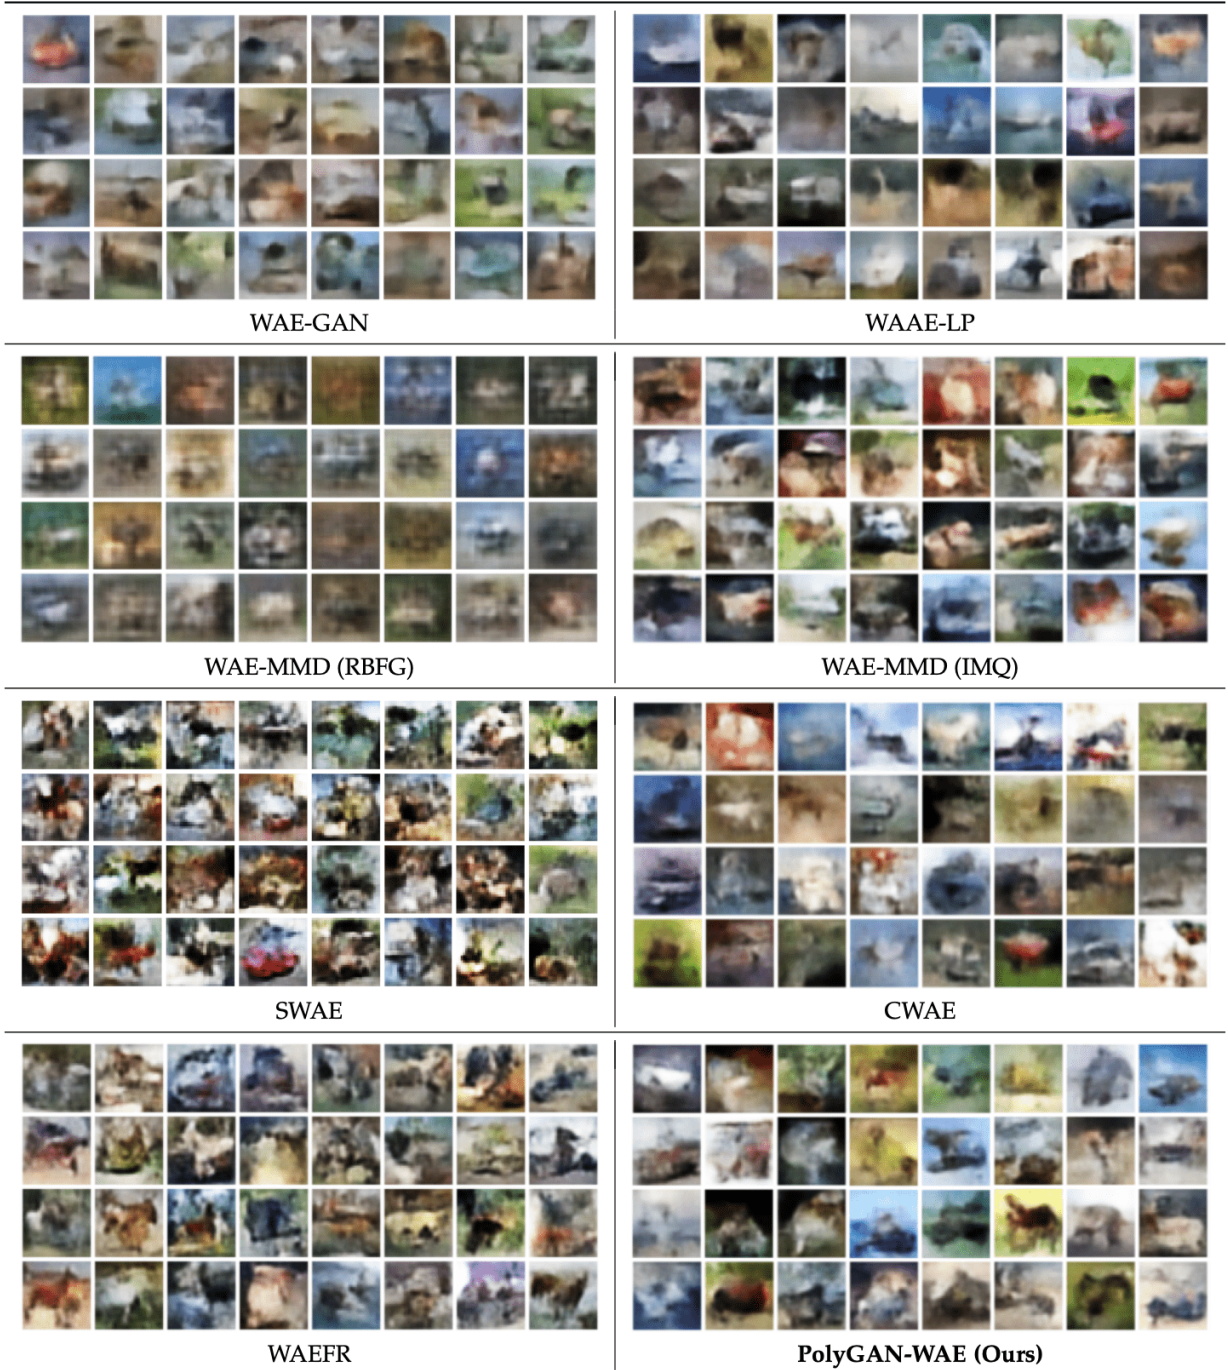 WAE-GAN
WAAE-LP
WAE-MMD (RBFG)
WAE-MMD (IMQ)
SWAE
CWAE
WAEFR
PolyGAN-WAE (Ours)